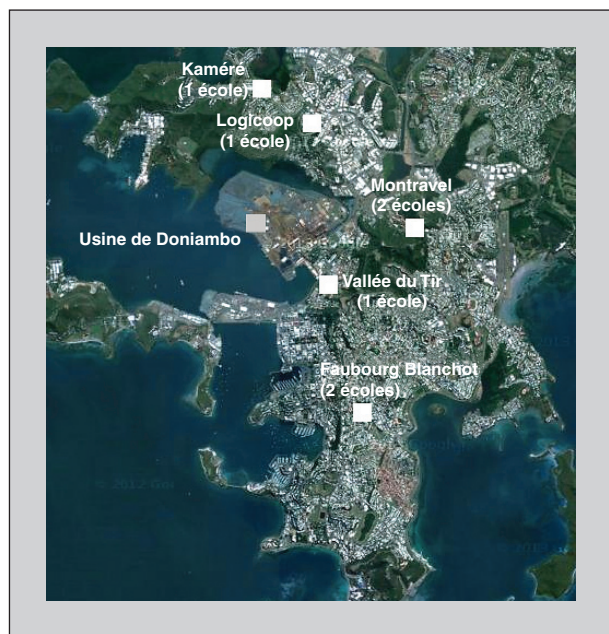 Kaméré
(1 école)
Logicoop
(1 école)
Montravel
(2 écoles)
Usine de Doniambo
Vallée du Tir
(1 école)
Faubourg Blanchot
(2 écoles)